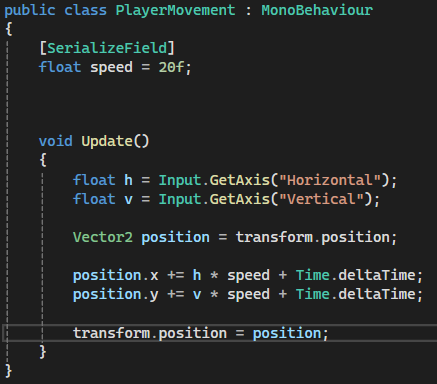 public class PlayerMovement : MonoBehaviour
{
[SerializeField]
float speed = 20f;
void Update()
{
float h = Input.GetAxis("Horizontal");
float v = Input.GetAxis("Vertical");
Vector2 position = transform.position;
position.x += h * speed + Time.deltaTime;
position.y += v * speed + Time.deltaTime;
transform.position = position;
}
}